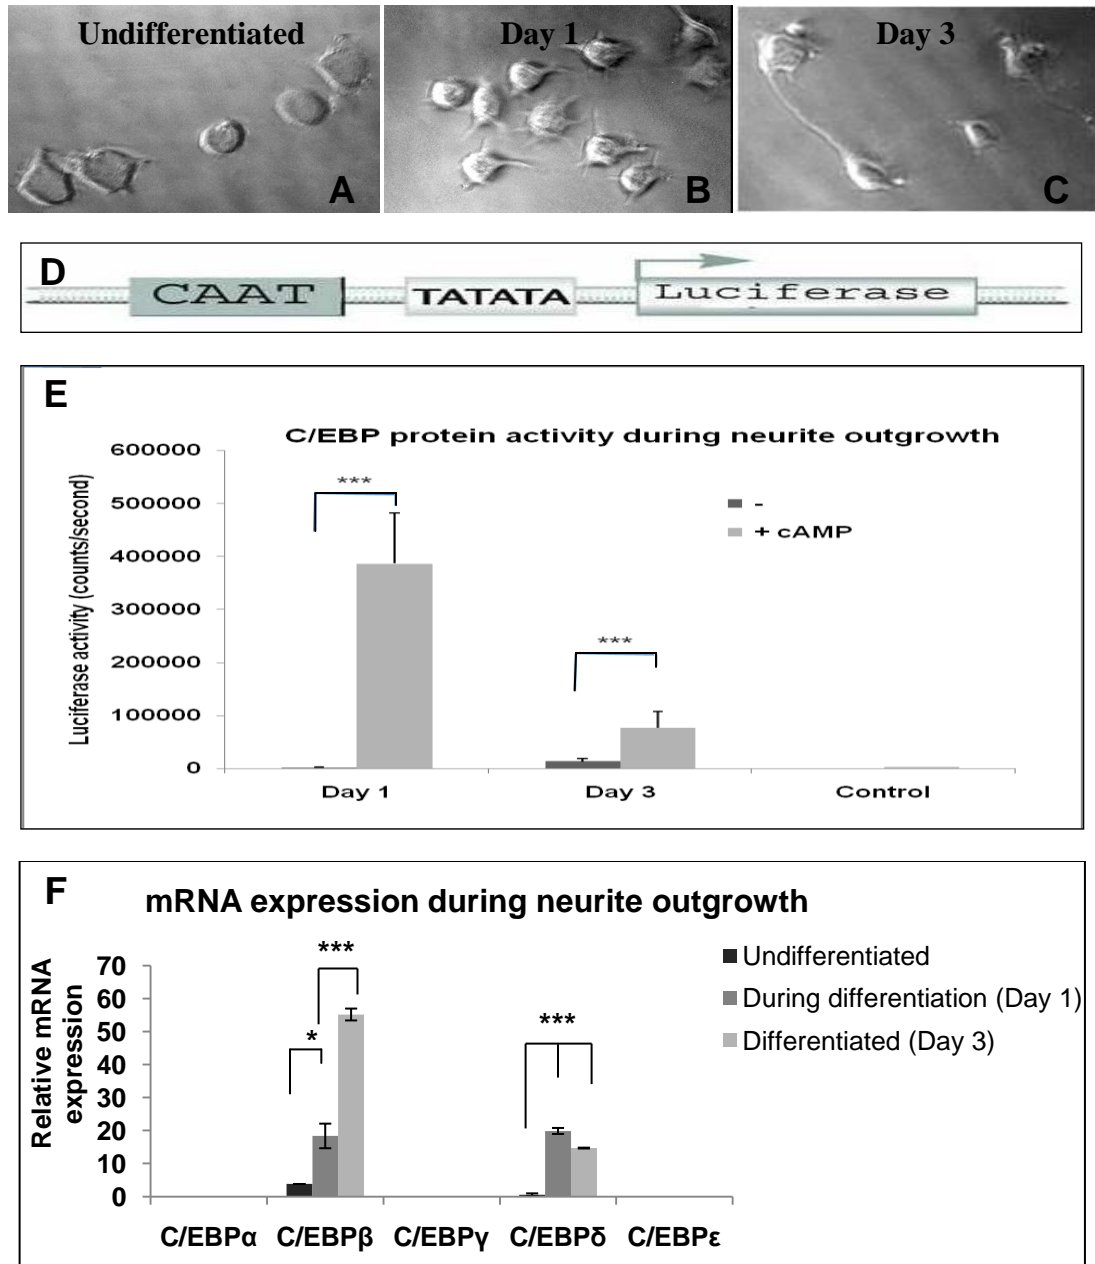 Undifferentiated
Day 1
Day 3
A
B
C
D
CAAT
TATATA
Luciferase
E
C/EBP protein activity during neurite outgrowth
Luciferase activity (counts/second)
600000
500000
400000
300000
200000
100000
0
***
***
-
+ cAMP
Day 1
Day 3
Control
F
mRNA expression during neurite outgrowth
Relative mRNA
expression
70
60
50
40
30
20
10
0
***
*
***
Undifferentiated
During differentiation (Day 1)
Differentiated (Day 3)
C/EBPα
C/EBPβ
C/EBPγ
C/EBPδ
C/EBPε